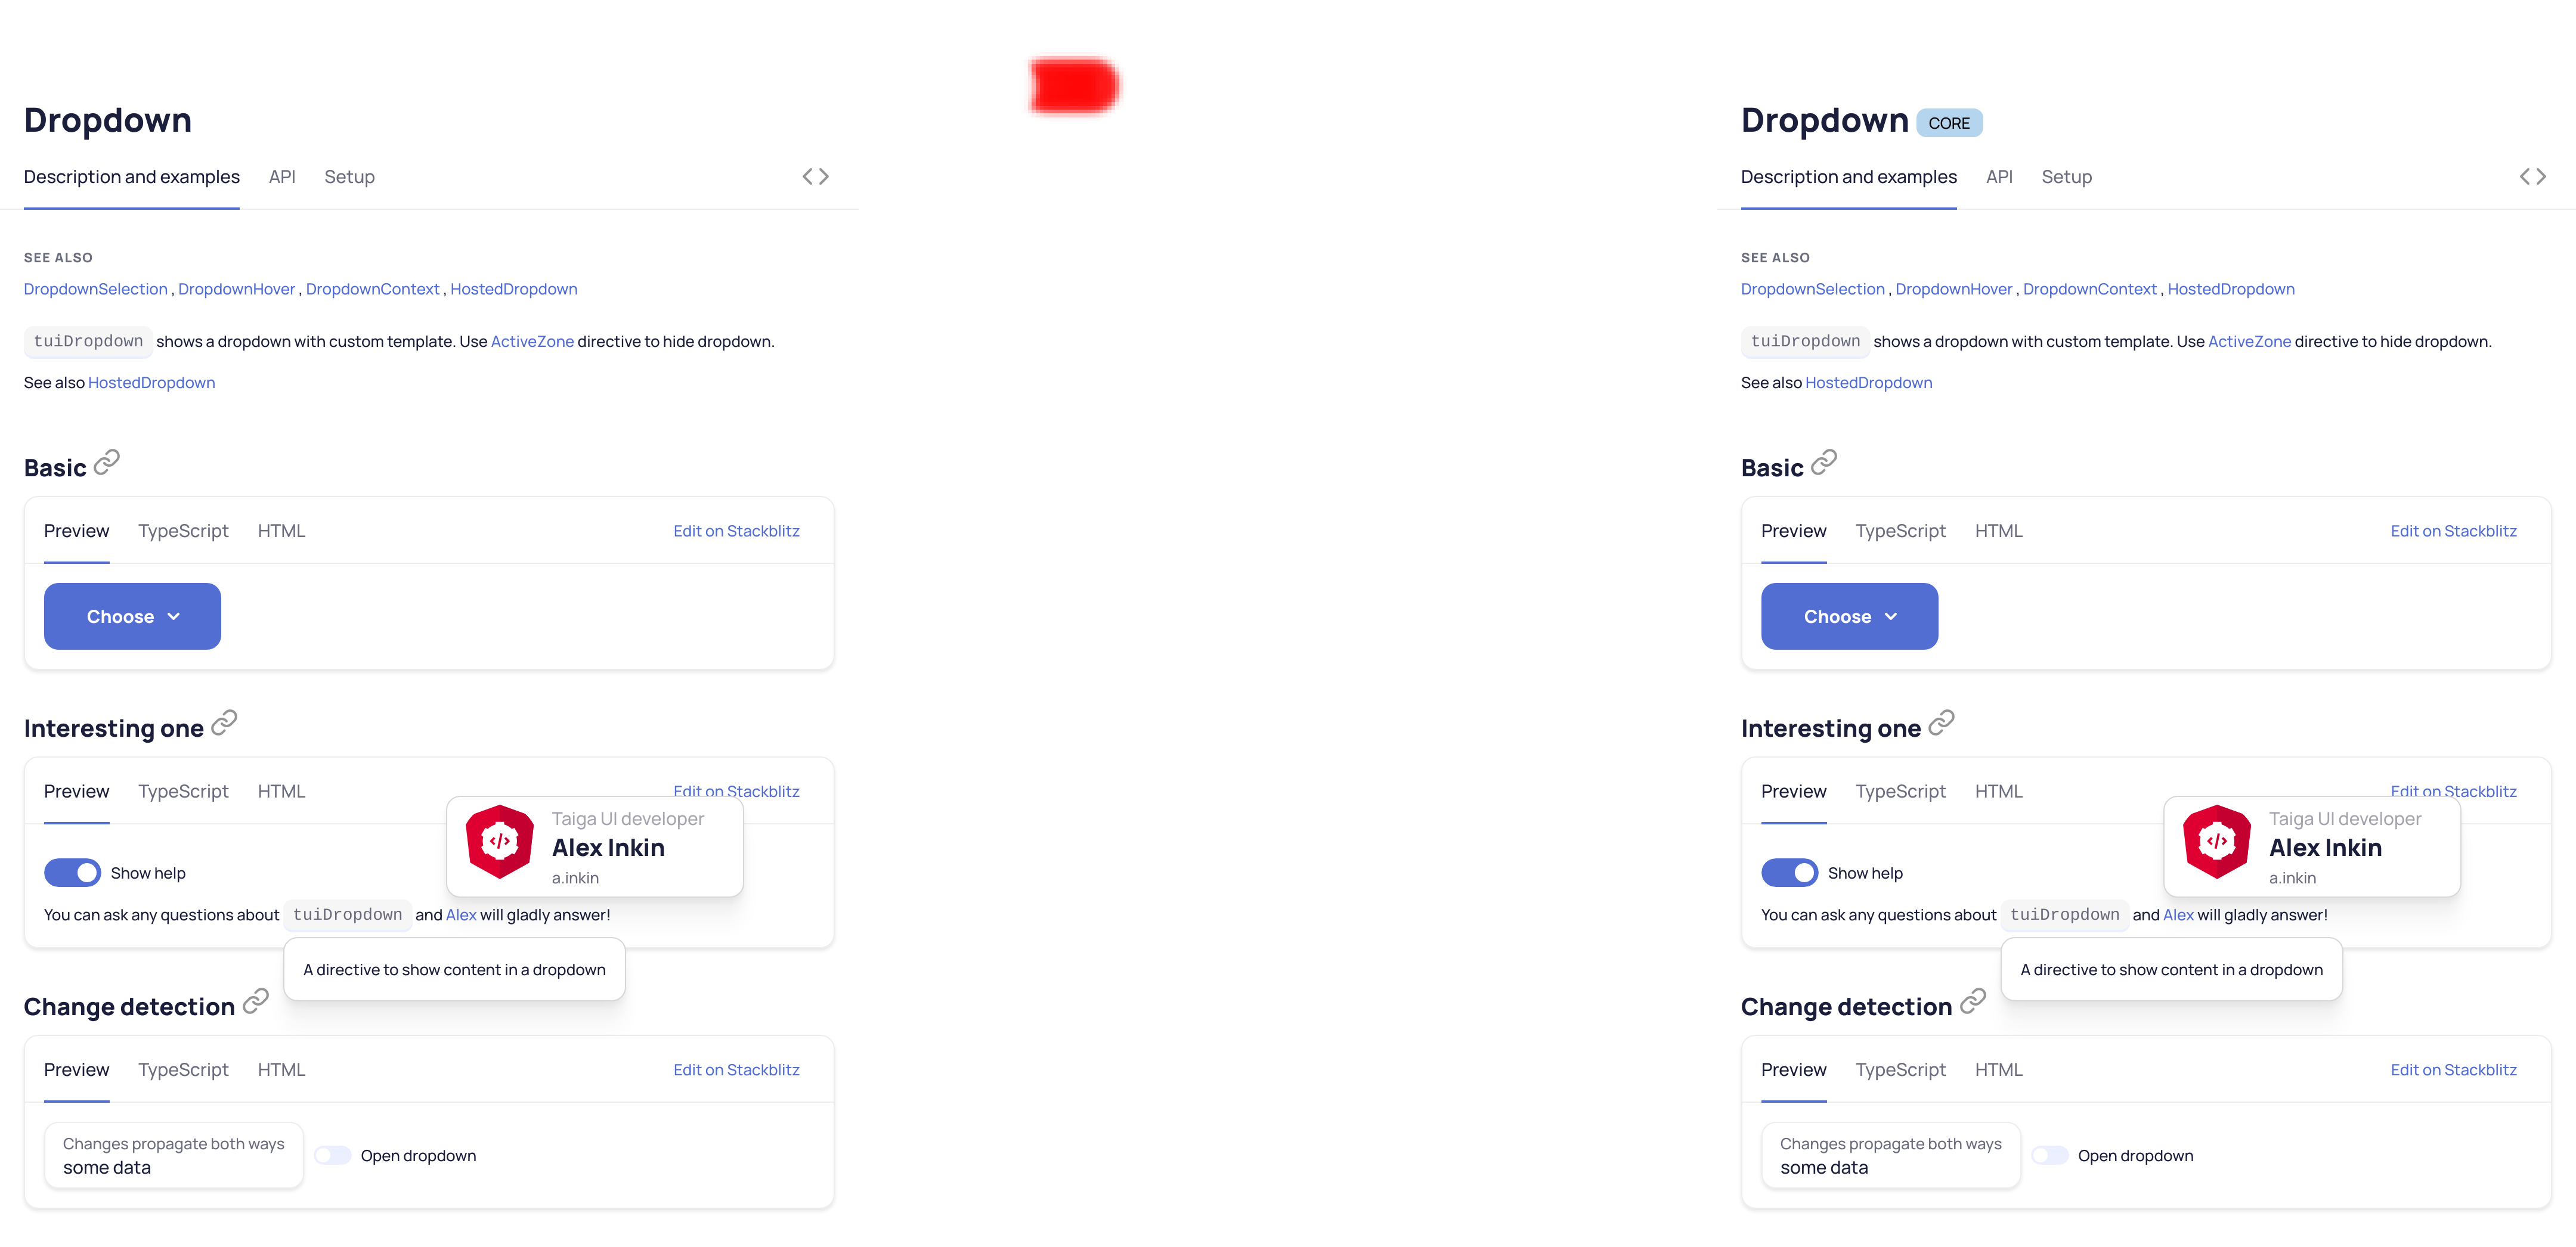 Dropdown
Description and examples API Setup
SEE ALSO
DropdownSelection , DropdownHover , DropdownContext , HostedDropdown
tuiDropdown shows a dropdown with custom template. Use ActiveZone directive to hide dropdown.
See also HostedDropdown
Basic
Preview TypeScript HTML Edit on Stackblitz
Choose
Interesting one
Preview TypeScript HTML Edit on Stackblitz
Taiga UI developer
Alex Inkin
a.inkin
Show help
You can ask any questions about tuiDropdown and Alex will gladly answer!
A directive to show content in a dropdown
Change detection
Preview TypeScript HTML Edit on Stackblitz
Changes propagate both ways
some data
Open dropdown
Dropdown CORE
Description and examples API Setup
SEE ALSO
DropdownSelection , DropdownHover , DropdownContext , HostedDropdown
tuiDropdown shows a dropdown with custom template. Use ActiveZone directive to hide dropdown.
See also HostedDropdown
Basic
Preview TypeScript HTML Edit on Stackblitz
Choose
Interesting one
Preview TypeScript HTML Edit on Stackblitz
Taiga UI developer
Alex Inkin
a.inkin
Show help
You can ask any questions about tuiDropdown and Alex will gladly answer!
A directive to show content in a dropdown
Change detection
Preview TypeScript HTML Edit on Stackblitz
Changes propagate both ways
some data
Open dropdown